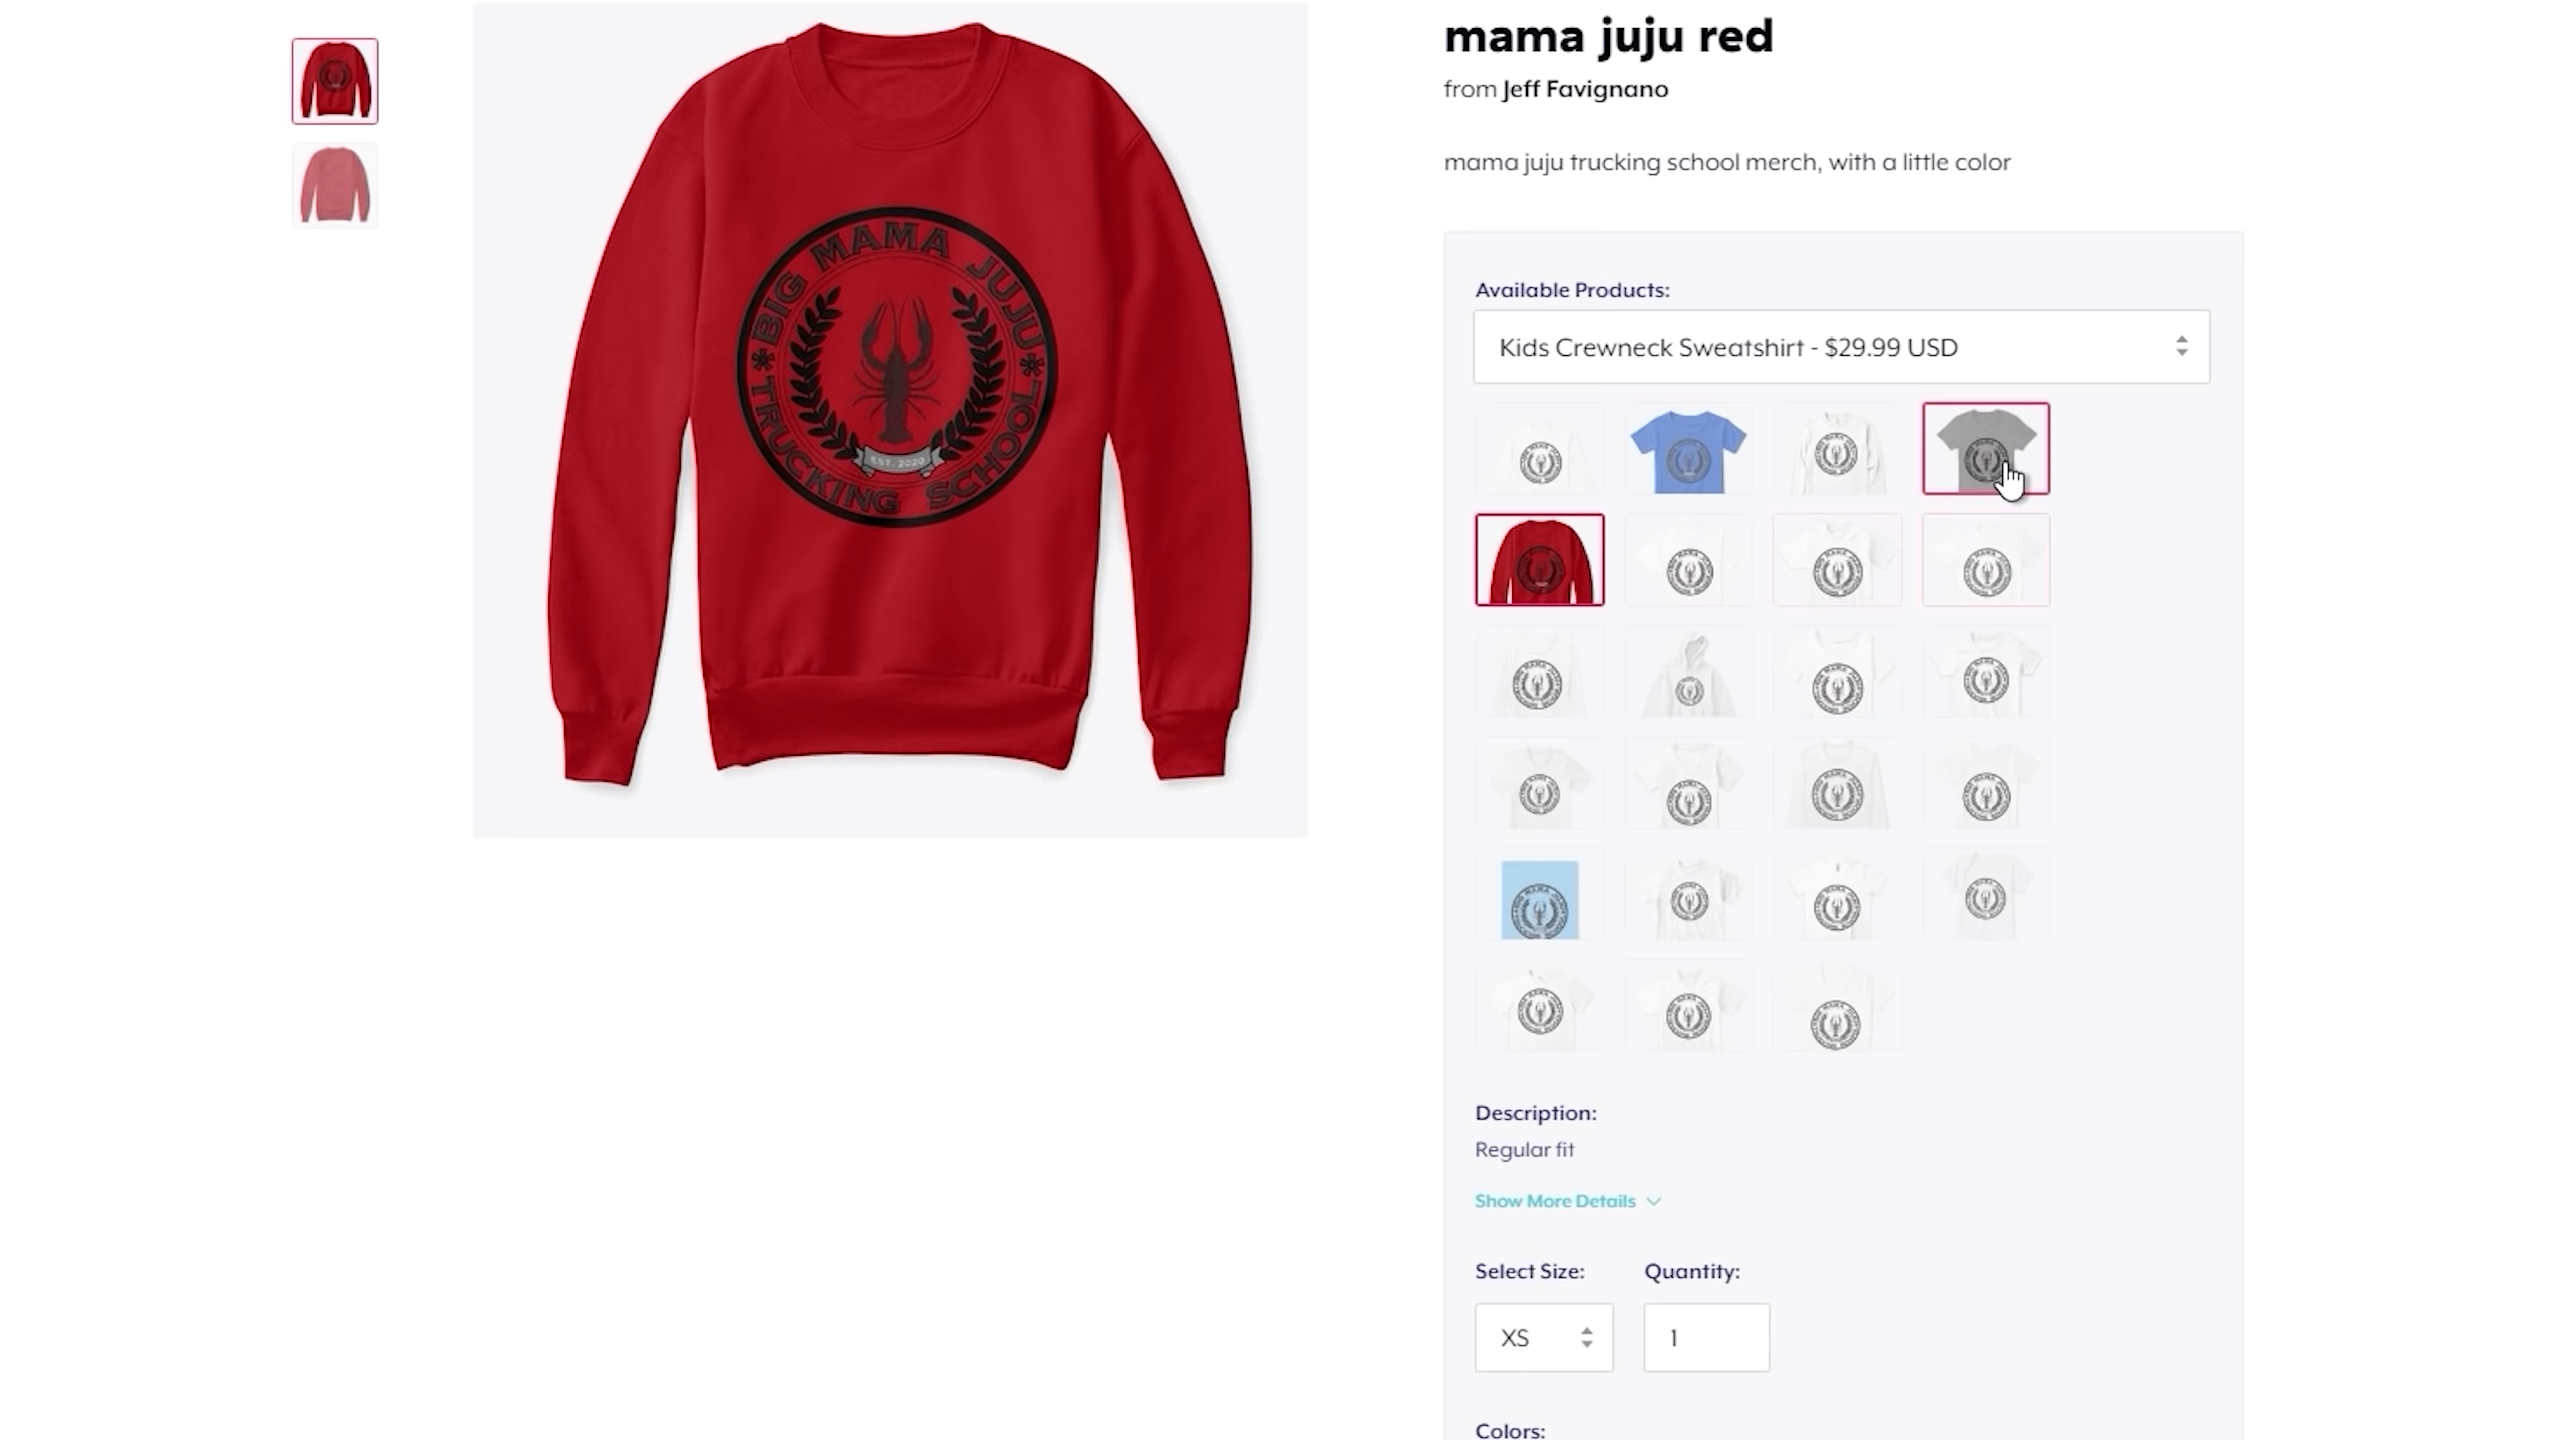 mama juju red
from Jeff Favignano
mama juju trucking school merch, with a little color
BIG MAMA JUJU
TRUCKING SCHOOL
EST. 2020
Available Products:
Kids Crewneck Sweatshirt - $29.99 USD
Description:
Regular fit
Show More Details
Select Size:
Quantity:
XS
1
Colors: